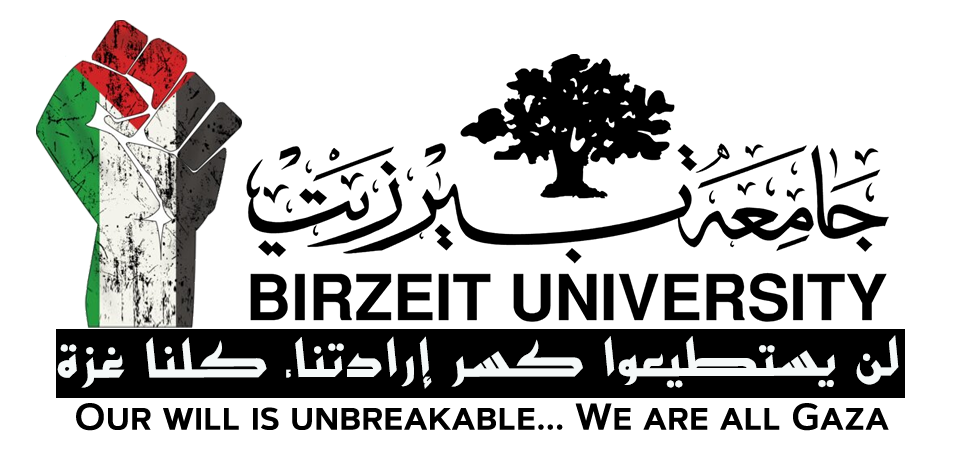 جامعة بيرزيت
BIRZEIT UNIVERSITY
لن يستطيعوا كسر إرادتنا، كلنا غزة
OUR WILL IS UNBREAKABLE... WE ARE ALL GAZA